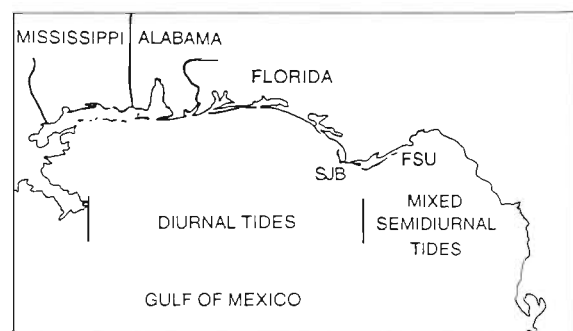 MISSISSIPPI ALABAMA
FLORIDA
SJB
FSU
DIURNAL TIDES
MIXED
SEMIDIURNAL
TIDES
GULF OF MEXICO